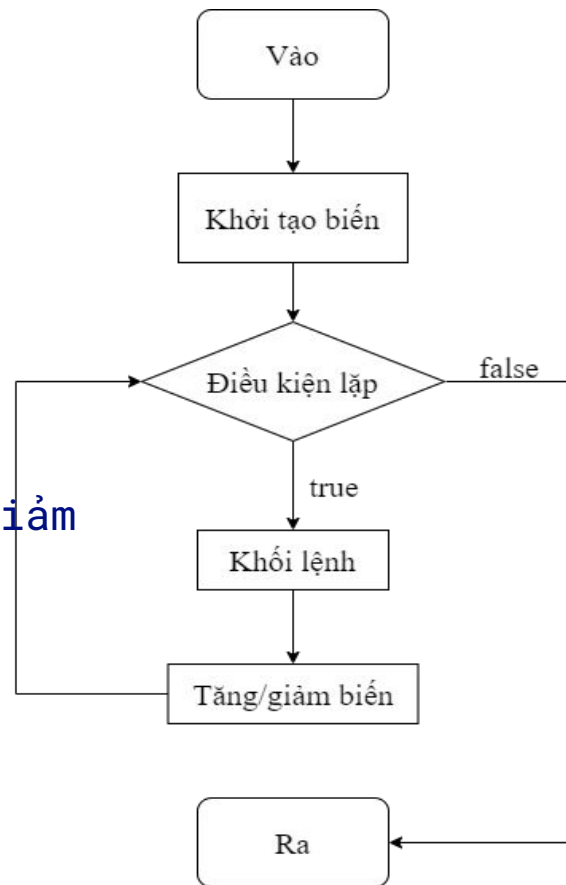 Vào
Khởi tạo biến
Điều kiện lặp
false
true
iảm
Khối lệnh
Tăng/giảm biến
Ra